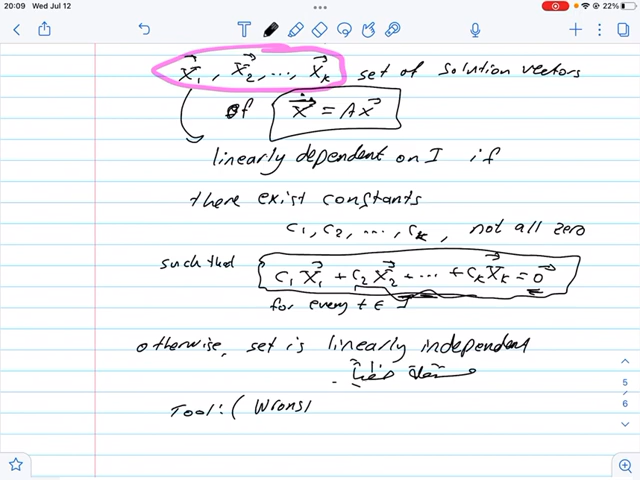 20:09 Wed Jul 12
X⃗₁, X⃗₂, ..., X⃗ₖ set of solution vectors
of X⃗' = AX⃗
linearly dependent on I if
there exist constants
c₁, c₂, ..., cₖ, not all zero
such that c₁X⃗₁ + c₂X⃗₂ + ... + cₖX⃗ₖ = 0⃗
for every t ∈ I
otherwise, set is linearly independent
Tool: ( Wronsk
5
6